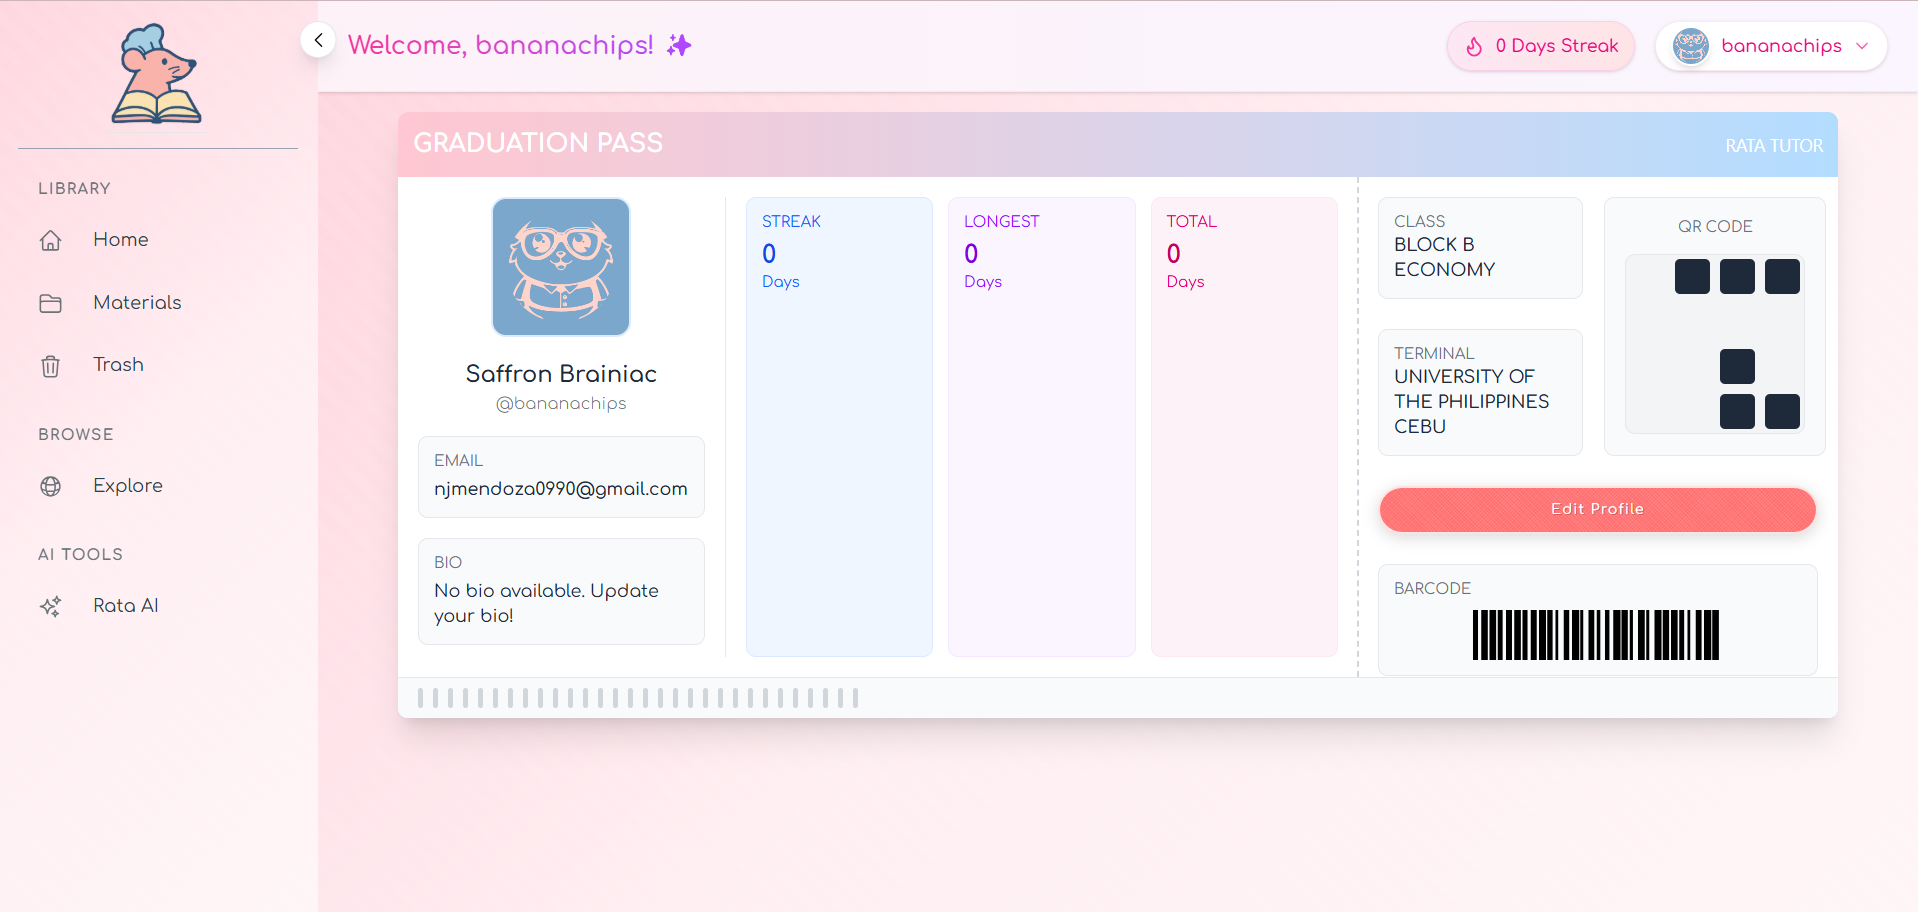 Welcome, bananachips!
0 Days Streak
bananachips
LIBRARY
Home
Materials
Trash
BROWSE
Explore
AI TOOLS
Rata AI
GRADUATION PASS
RATA TUTOR
Saffron Brainiac
@bananachips
EMAIL
njmendoza0990@gmail.com
BIO
No bio available. Update
your bio!
STREAK
0
Days
LONGEST
0
Days
TOTAL
0
Days
CLASS
BLOCK B
ECONOMY
TERMINAL
UNIVERSITY OF
THE PHILIPPINES
CEBU
QR CODE
Edit Profile
BARCODE